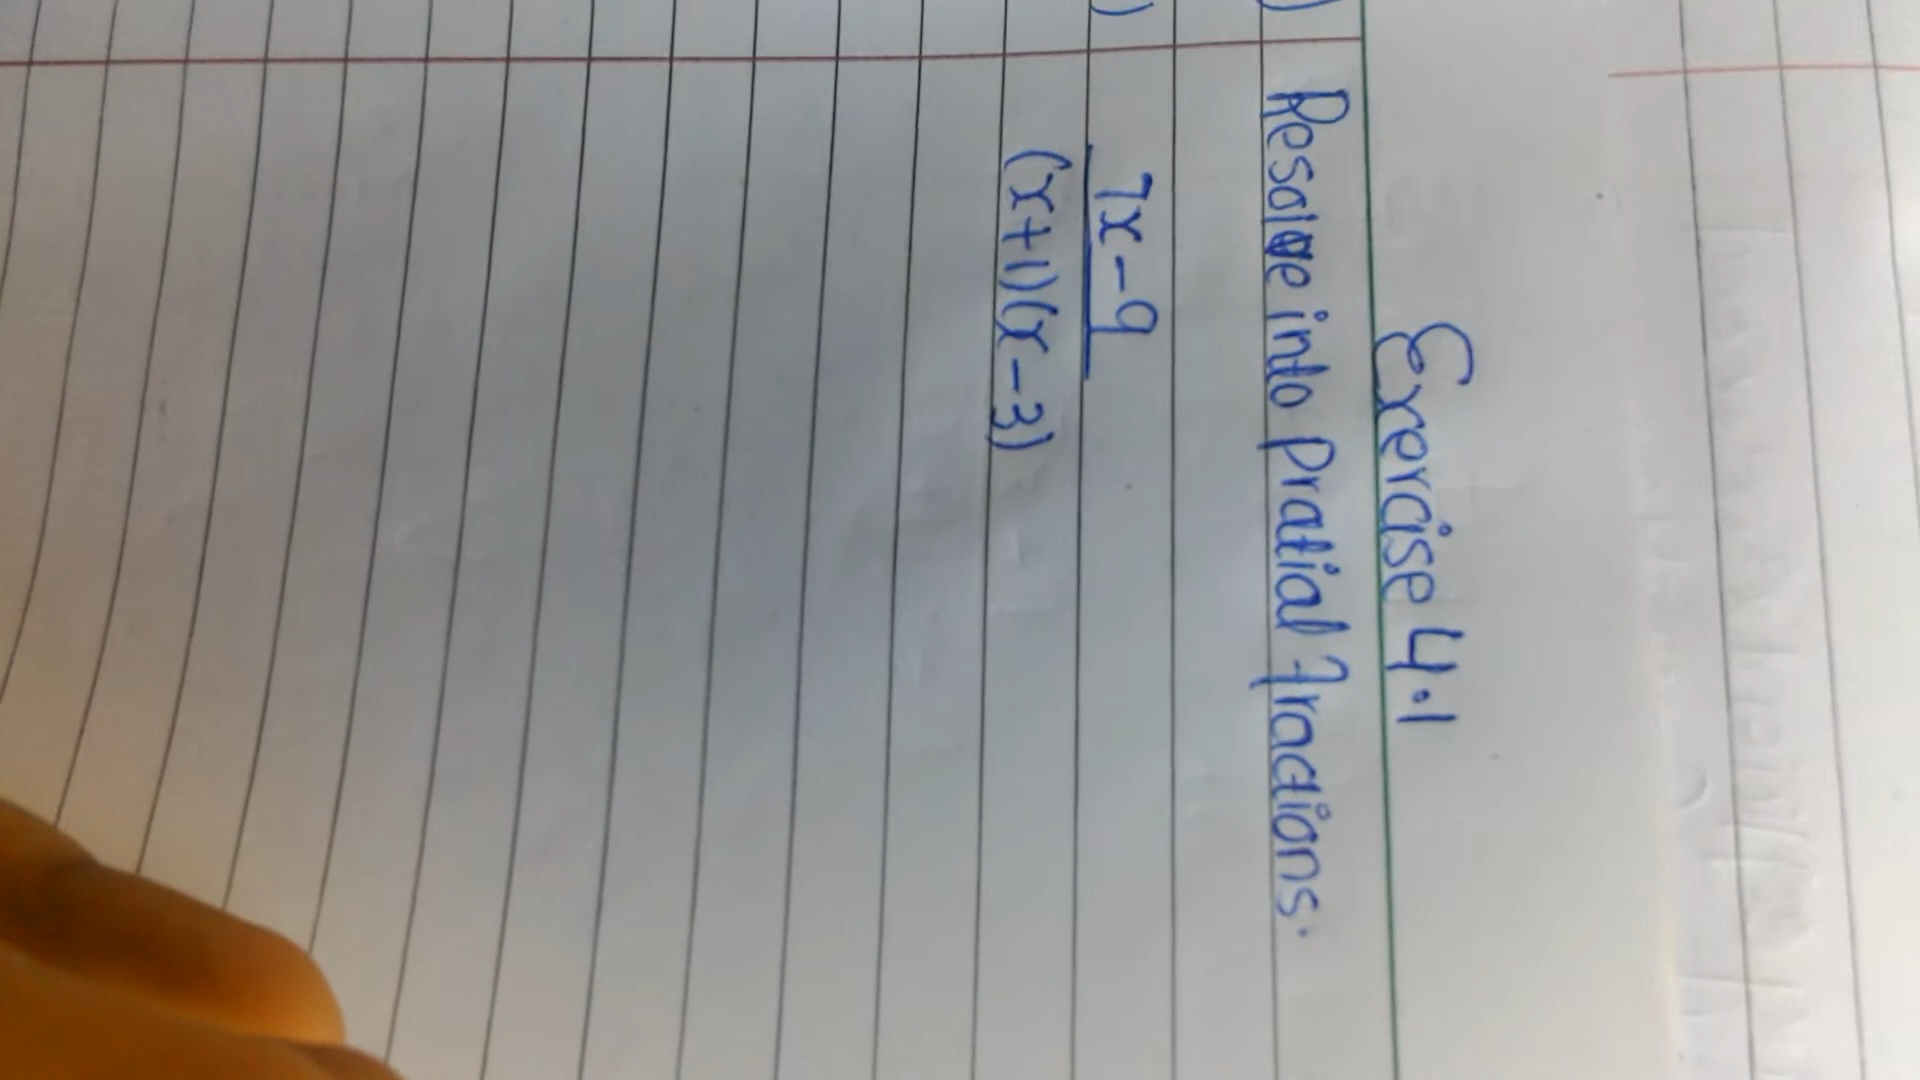 Exercise 4.1
) Resolve into Pratial fractions.
) 7x-9
(x+1)(x-3)